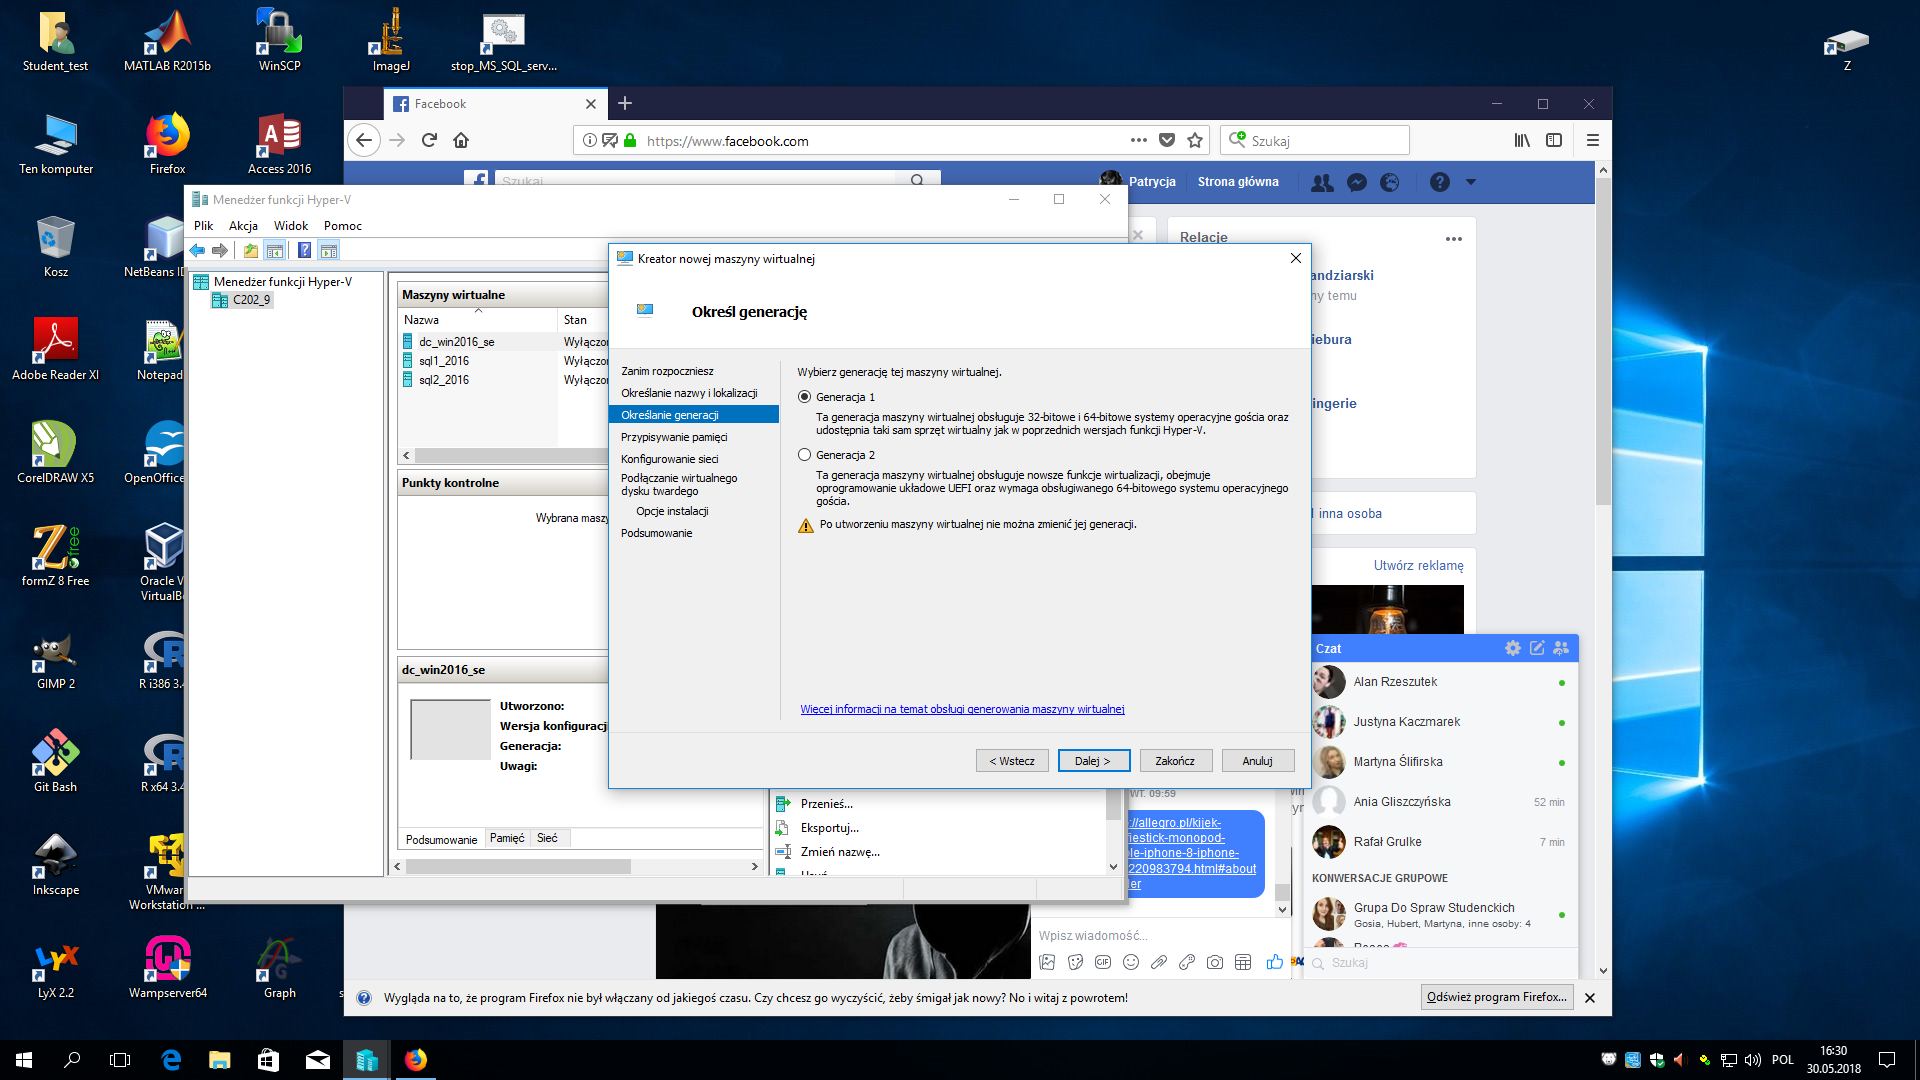 Student_test
MATLAB R2015b
WinSCP
ImageJ
stop_MS_SQL_serv...
Z
Ten komputer
Firefox
Access 2016
Kosz
NetBeans ID
Adobe Reader XI
Notepad
CorelDRAW X5
OpenOffice
formZ 8 Free
Oracle V
VirtualB
GIMP 2
R i386 3.4
Git Bash
R x64 3.4
Inkscape
VMwar
Workstation ...
LyX 2.2
Wampserver64
Graph
Facebook
https://www.facebook.com
Szukaj
Szukaj
Patrycja
Strona główna
Relacje
andziarski
ny temu
iebura
ingerie
inna osoba
Utwórz reklamę
Menedżer funkcji Hyper-V
Plik
Akcja
Widok
Pomoc
Menedżer funkcji Hyper-V
C202_9
Maszyny wirtualne
Nazwa
Stan
dc_win2016_se
Wyłączo
sql1_2016
Wyłączo
sql2_2016
Wyłączo
Punkty kontrolne
Wybrana maszy
dc_win2016_se
Utworzono:
Wersja konfiguracji
Generacja:
Uwagi:
Podsumowanie
Pamięć
Sieć
Przenieś...
Eksportuj...
Zmień nazwę...
Kreator nowej maszyny wirtualnej
Określ generację
Zanim rozpoczniesz
Określanie nazwy i lokalizacji
Określanie generacji
Przypisywanie pamięci
Konfigurowanie sieci
Podłączanie wirtualnego
dysku twardego
Opcje instalacji
Podsumowanie
Wybierz generację tej maszyny wirtualnej.
Generacja 1
Ta generacja maszyny wirtualnej obsługuje 32-bitowe i 64-bitowe systemy operacyjne gościa oraz
udostępnia taki sam sprzęt wirtualny jak w poprzednich wersjach funkcji Hyper-V.
Generacja 2
Ta generacja maszyny wirtualnej obsługuje nowsze funkcje wirtualizacji, obejmuje
oprogramowanie układowe UEFI oraz wymaga obsługiwanego 64-bitowego systemu operacyjnego
gościa.
Po utworzeniu maszyny wirtualnej nie można zmienić jej generacji.
Więcej informacji na temat obsługi generowania maszyny wirtualnej
< Wstecz
Dalej >
Zakończ
Anuluj
WT. 09:59
://allegro.pl/kijek-
fiestick-monopod-
ole-iphone-8-iphone-
220983794.html#about
ler
Wpisz wiadomość...
GIF
Czat
Alan Rzeszutek
Justyna Kaczmarek
Martyna Ślifirska
Ania Gliszczyńska
52 min
Rafał Grulke
7 min
KONWERSACJE GRUPOWE
Grupa Do Spraw Studenckich
Gosia, Hubert, Martyna, inne osoby: 4
Szukaj
Wygląda na to, że program Firefox nie był włączany od jakiegoś czasu. Czy chcesz go wyczyścić, żeby śmigał jak nowy? No i witaj z powrotem!
Odśwież program Firefox...
POL
16:30
30.05.2018